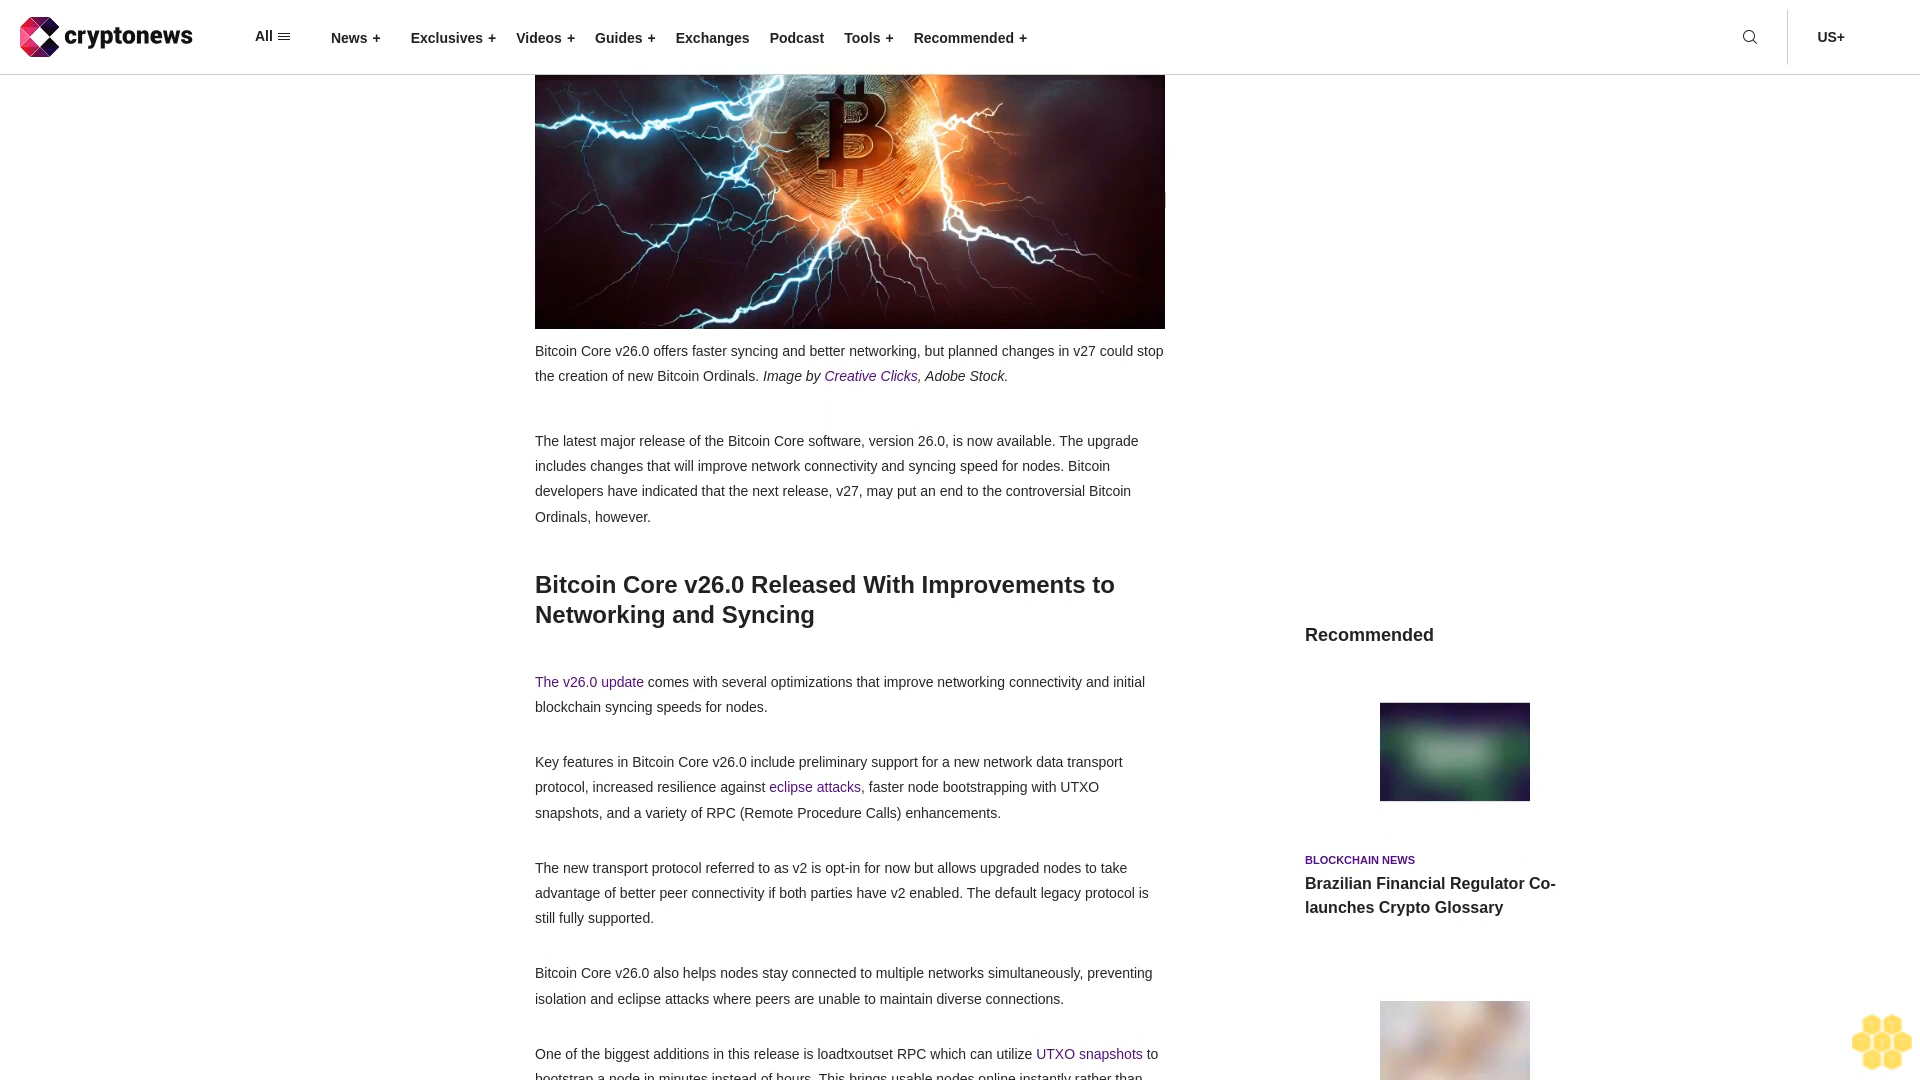 cryptonews
All
News +
Exclusives +
Videos +
Guides +
Exchanges
Podcast
Tools +
Recommended +
US+
Bitcoin Core v26.0 offers faster syncing and better networking, but planned changes in v27 could stop
the creation of new Bitcoin Ordinals. Image by Creative Clicks, Adobe Stock.
The latest major release of the Bitcoin Core software, version 26.0, is now available. The upgrade
includes changes that will improve network connectivity and syncing speed for nodes. Bitcoin
developers have indicated that the next release, v27, may put an end to the controversial Bitcoin
Ordinals, however.
Bitcoin Core v26.0 Released With Improvements to
Networking and Syncing
The v26.0 update comes with several optimizations that improve networking connectivity and initial
blockchain syncing speeds for nodes.
Key features in Bitcoin Core v26.0 include preliminary support for a new network data transport
protocol, increased resilience against eclipse attacks, faster node bootstrapping with UTXO
snapshots, and a variety of RPC (Remote Procedure Calls) enhancements.
The new transport protocol referred to as v2 is opt-in for now but allows upgraded nodes to take
advantage of better peer connectivity if both parties have v2 enabled. The default legacy protocol is
still fully supported.
Bitcoin Core v26.0 also helps nodes stay connected to multiple networks simultaneously, preventing
isolation and eclipse attacks where peers are unable to maintain diverse connections.
One of the biggest additions in this release is loadtxoutset RPC which can utilize UTXO snapshots to
bootstrap a node in minutes instead of hours. This brings usable nodes online instantly rather than
Recommended
BLOCKCHAIN NEWS
Brazilian Financial Regulator Co-
launches Crypto Glossary